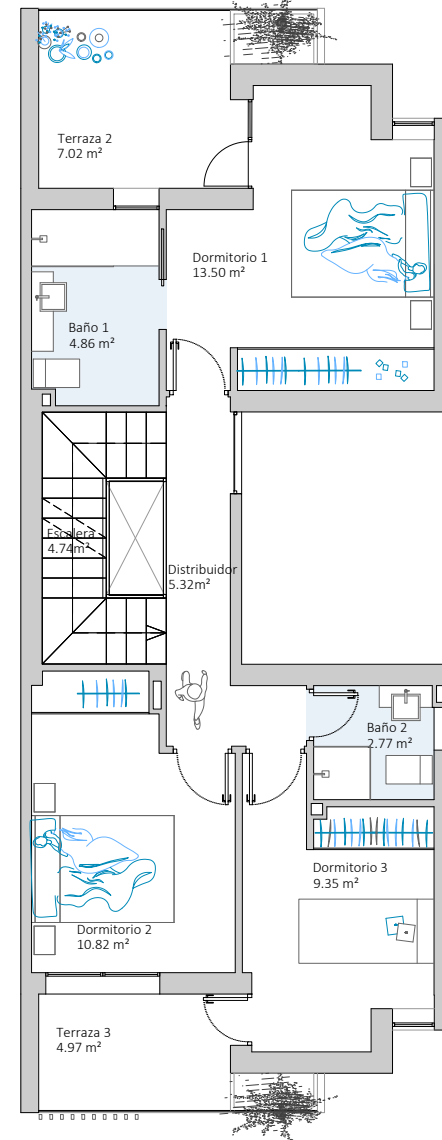 Terraza 2
7.02 m²
Dormitorio 1
13.50 m²
Baño 1
4.86 m²
Escalera
4.74m²
Distribuidor
5.32m²
Baño 2
2.77 m²
Dormitorio 3
9.35 m²
Dormitorio 2
10.82 m²
Terraza 3
4.97 m²